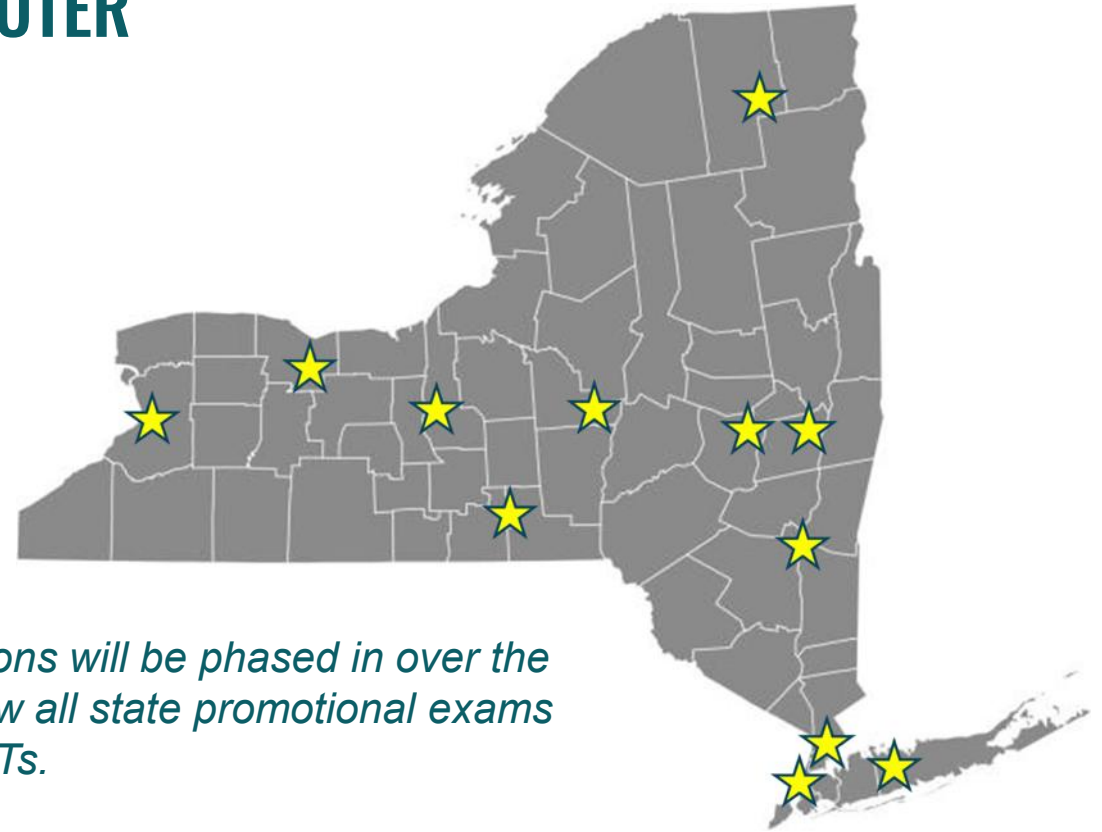 UTER
ons will be phased in over the
w all state promotional exams
Ts.